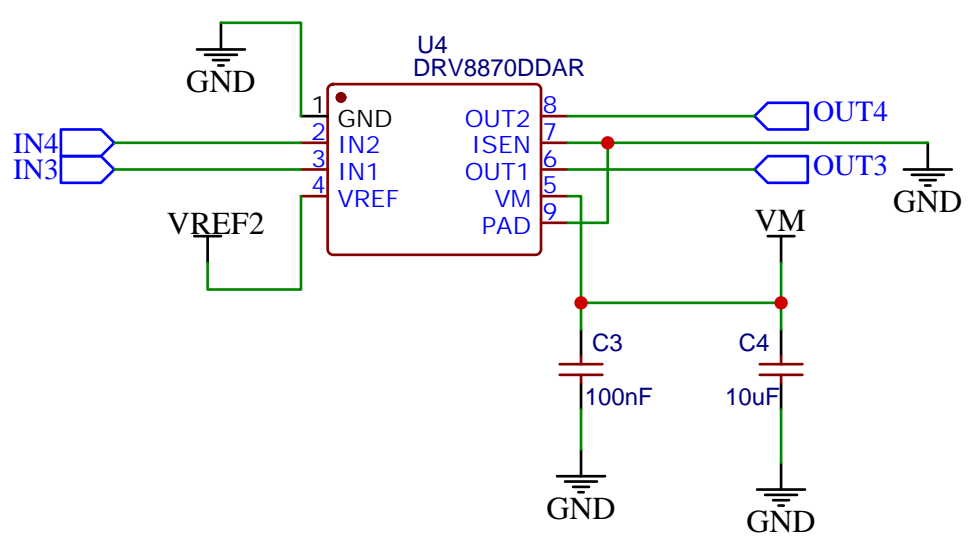 U4
DRV8870DDAR
GND
1
GND
OUT2
8
OUT4
IN4
2
IN2
ISEN
7
IN3
3
IN1
OUT1
6
OUT3
4
VREF
VM
5
GND
VREF2
PAD
9
VM
C3
C4
100nF
10uF
GND
GND